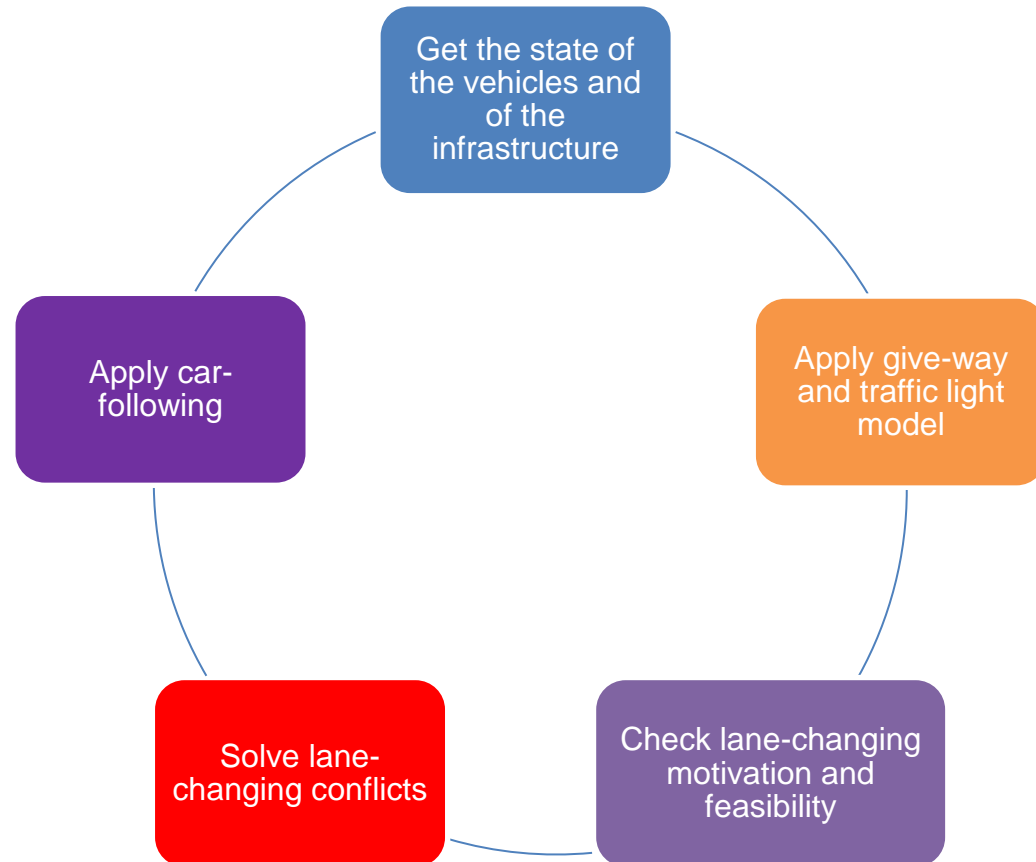 Get the state of
the vehicles and
of the
infrastructure
Apply give-way
and traffic light
model
Check lane-changing
motivation and
feasibility
Solve lane-
changing conflicts
Apply car-
following